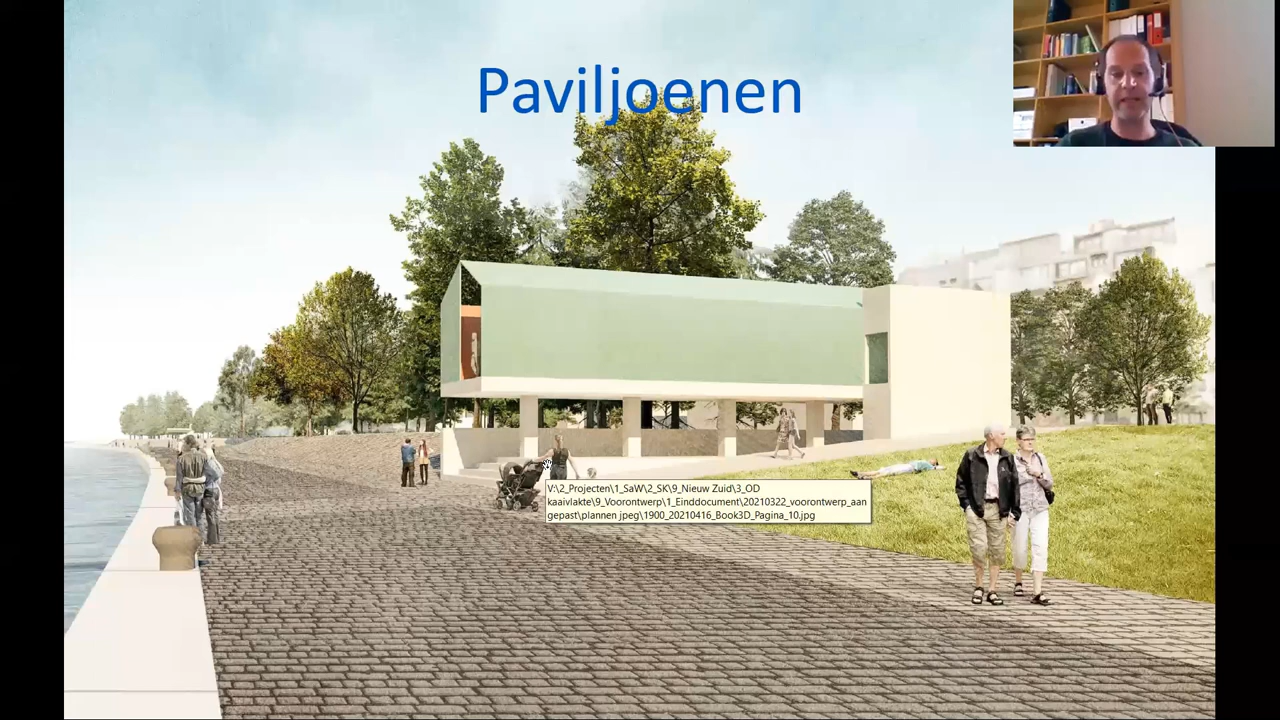 Paviljoenen
V:\2_Projecten\1_SaW\2_SK\9_Nieuw Zuid\3_OD
kaaivlakte\9_Voorontwerp\1_Einddocument\20210322_voorontwerp_aan
gepast\plannen jpeg\1900_20210416_Book3D_Pagina_10.jpg